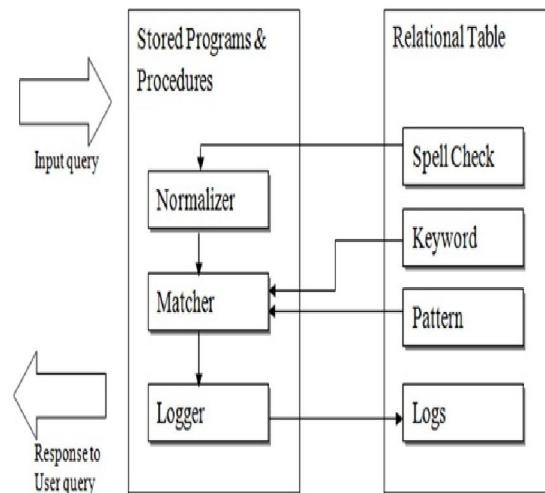 Stored Programs &
Procedures
Relational Table
Input query
Spell Check
Normalizer
Keyword
Matcher
Pattern
Logger
Logs
Response to
User query